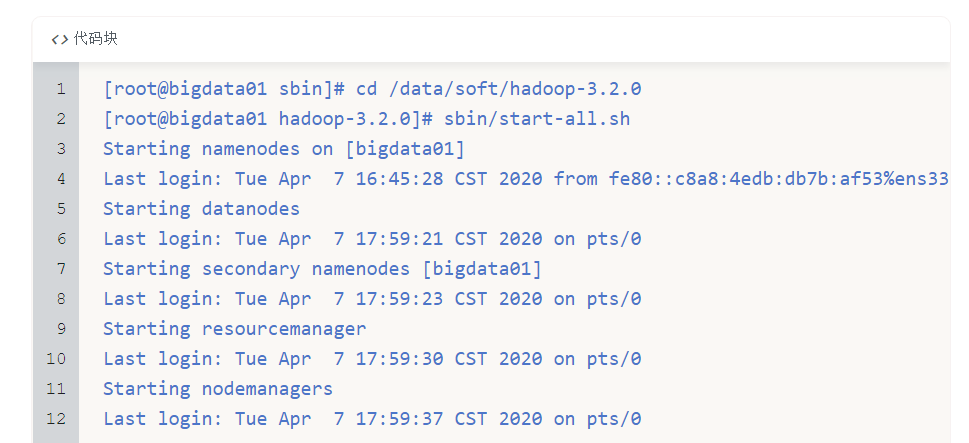 <> 代码块
1 [root@bigdata01 sbin]# cd /data/soft/hadoop-3.2.0
2 [root@bigdata01 hadoop-3.2.0]# sbin/start-all.sh
3 Starting namenodes on [bigdata01]
4 Last login: Tue Apr  7 16:45:28 CST 2020 from fe80::c8a8:4edb:db7b:af53%ens33
5 Starting datanodes
6 Last login: Tue Apr  7 17:59:21 CST 2020 on pts/0
7 Starting secondary namenodes [bigdata01]
8 Last login: Tue Apr  7 17:59:23 CST 2020 on pts/0
9 Starting resourcemanager
10 Last login: Tue Apr  7 17:59:30 CST 2020 on pts/0
11 Starting nodemanagers
12 Last login: Tue Apr  7 17:59:37 CST 2020 on pts/0